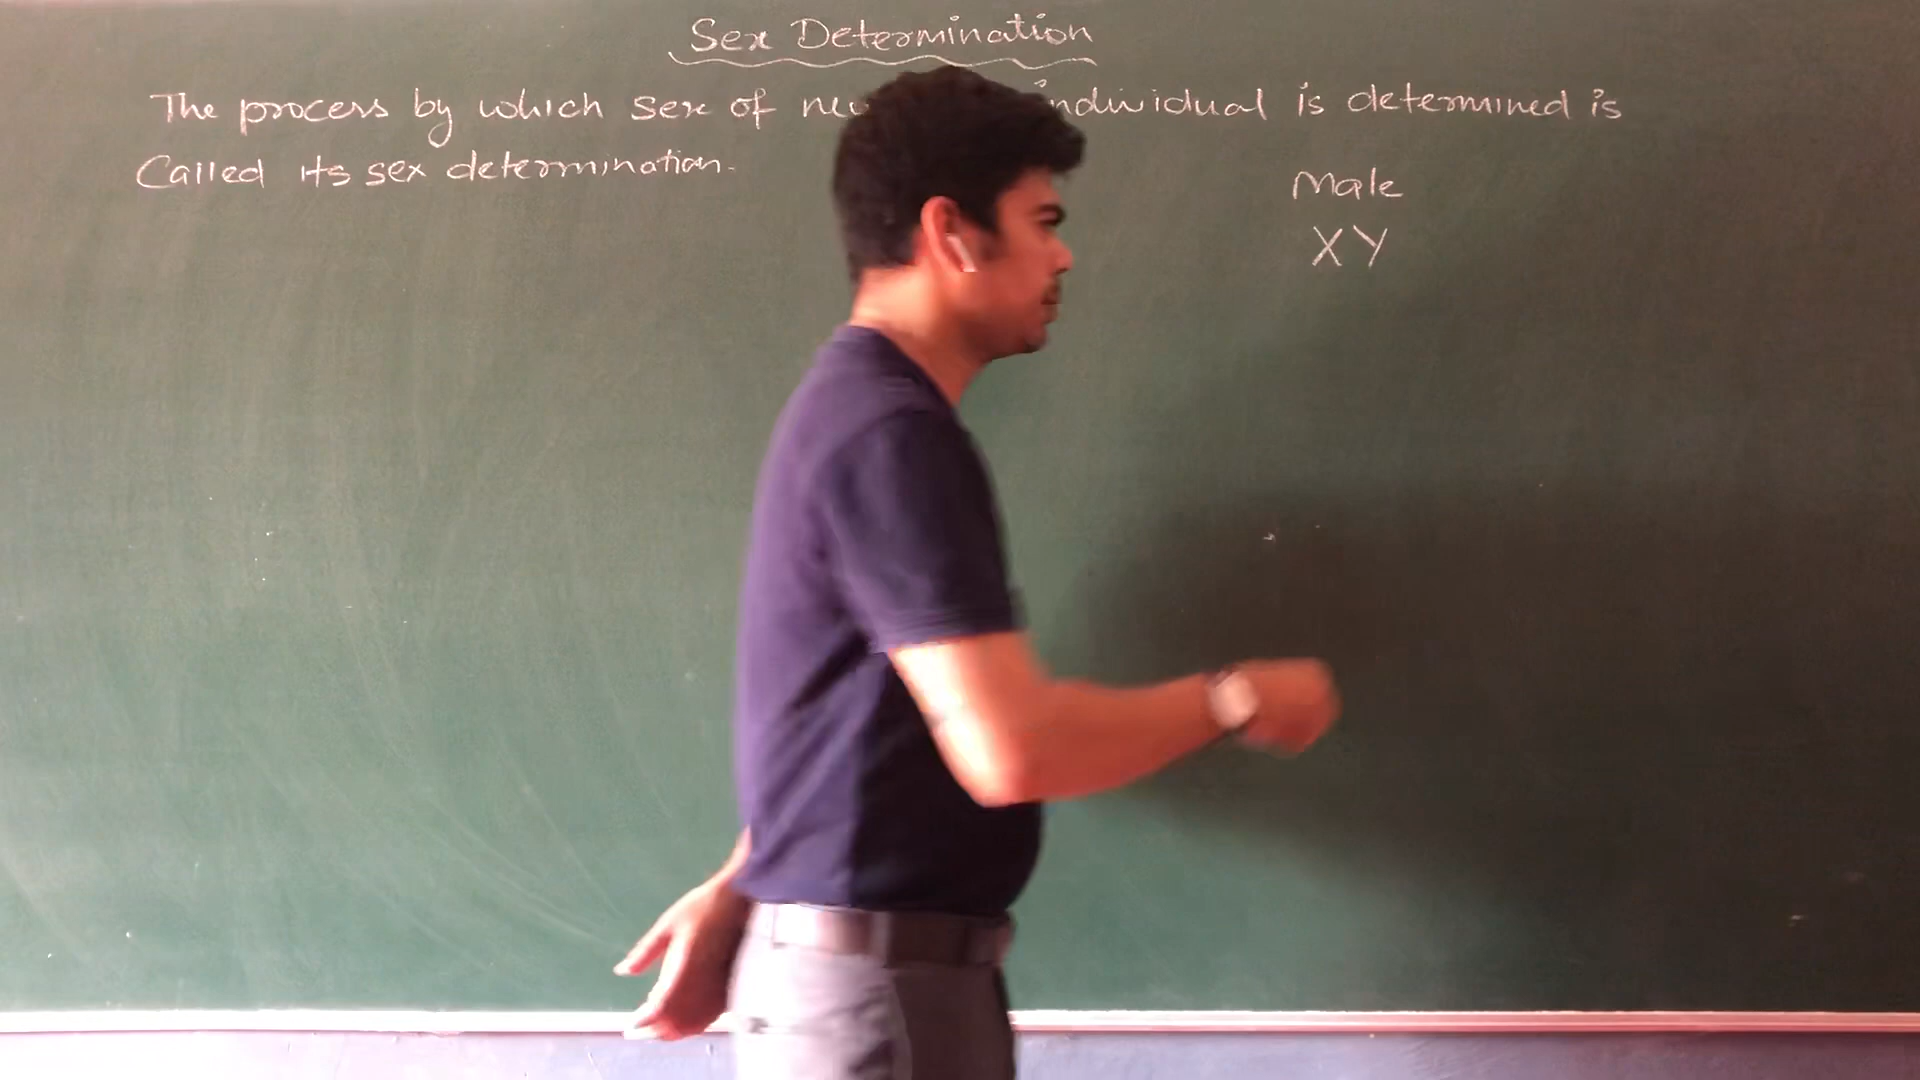 Sex Determination
The process by which sex of individual is determined is
Called its sex determination.
Male
XY